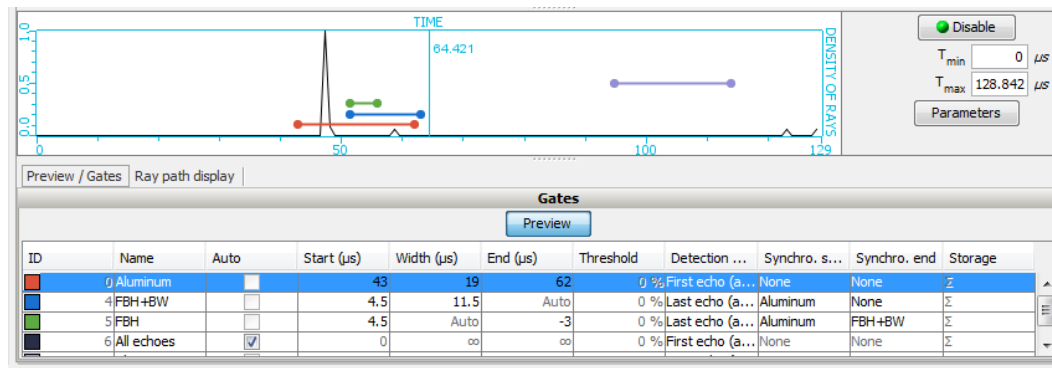 TIME
1.0
0.5
0.0
64.421
DENSITY OF RAYS
0
50
100
129
Disable
Tmin 0 µs
Tmax 128.842 µs
Parameters
Preview / Gates Ray path display
Gates
Preview
ID Name Auto Start (µs) Width (µs) End (µs) Threshold Detection ... Synchro. s... Synchro. end Storage
0 Aluminum 43 19 62 0 % First echo (a... None None Σ
4 FBH+BW 4.5 11.5 Auto 0 % Last echo (a... Aluminum None Σ
5 FBH 4.5 Auto -3 0 % Last echo (a... Aluminum FBH+BW Σ
6 All echoes 0 ∞ ∞ 0 % First echo (a... None None Σ